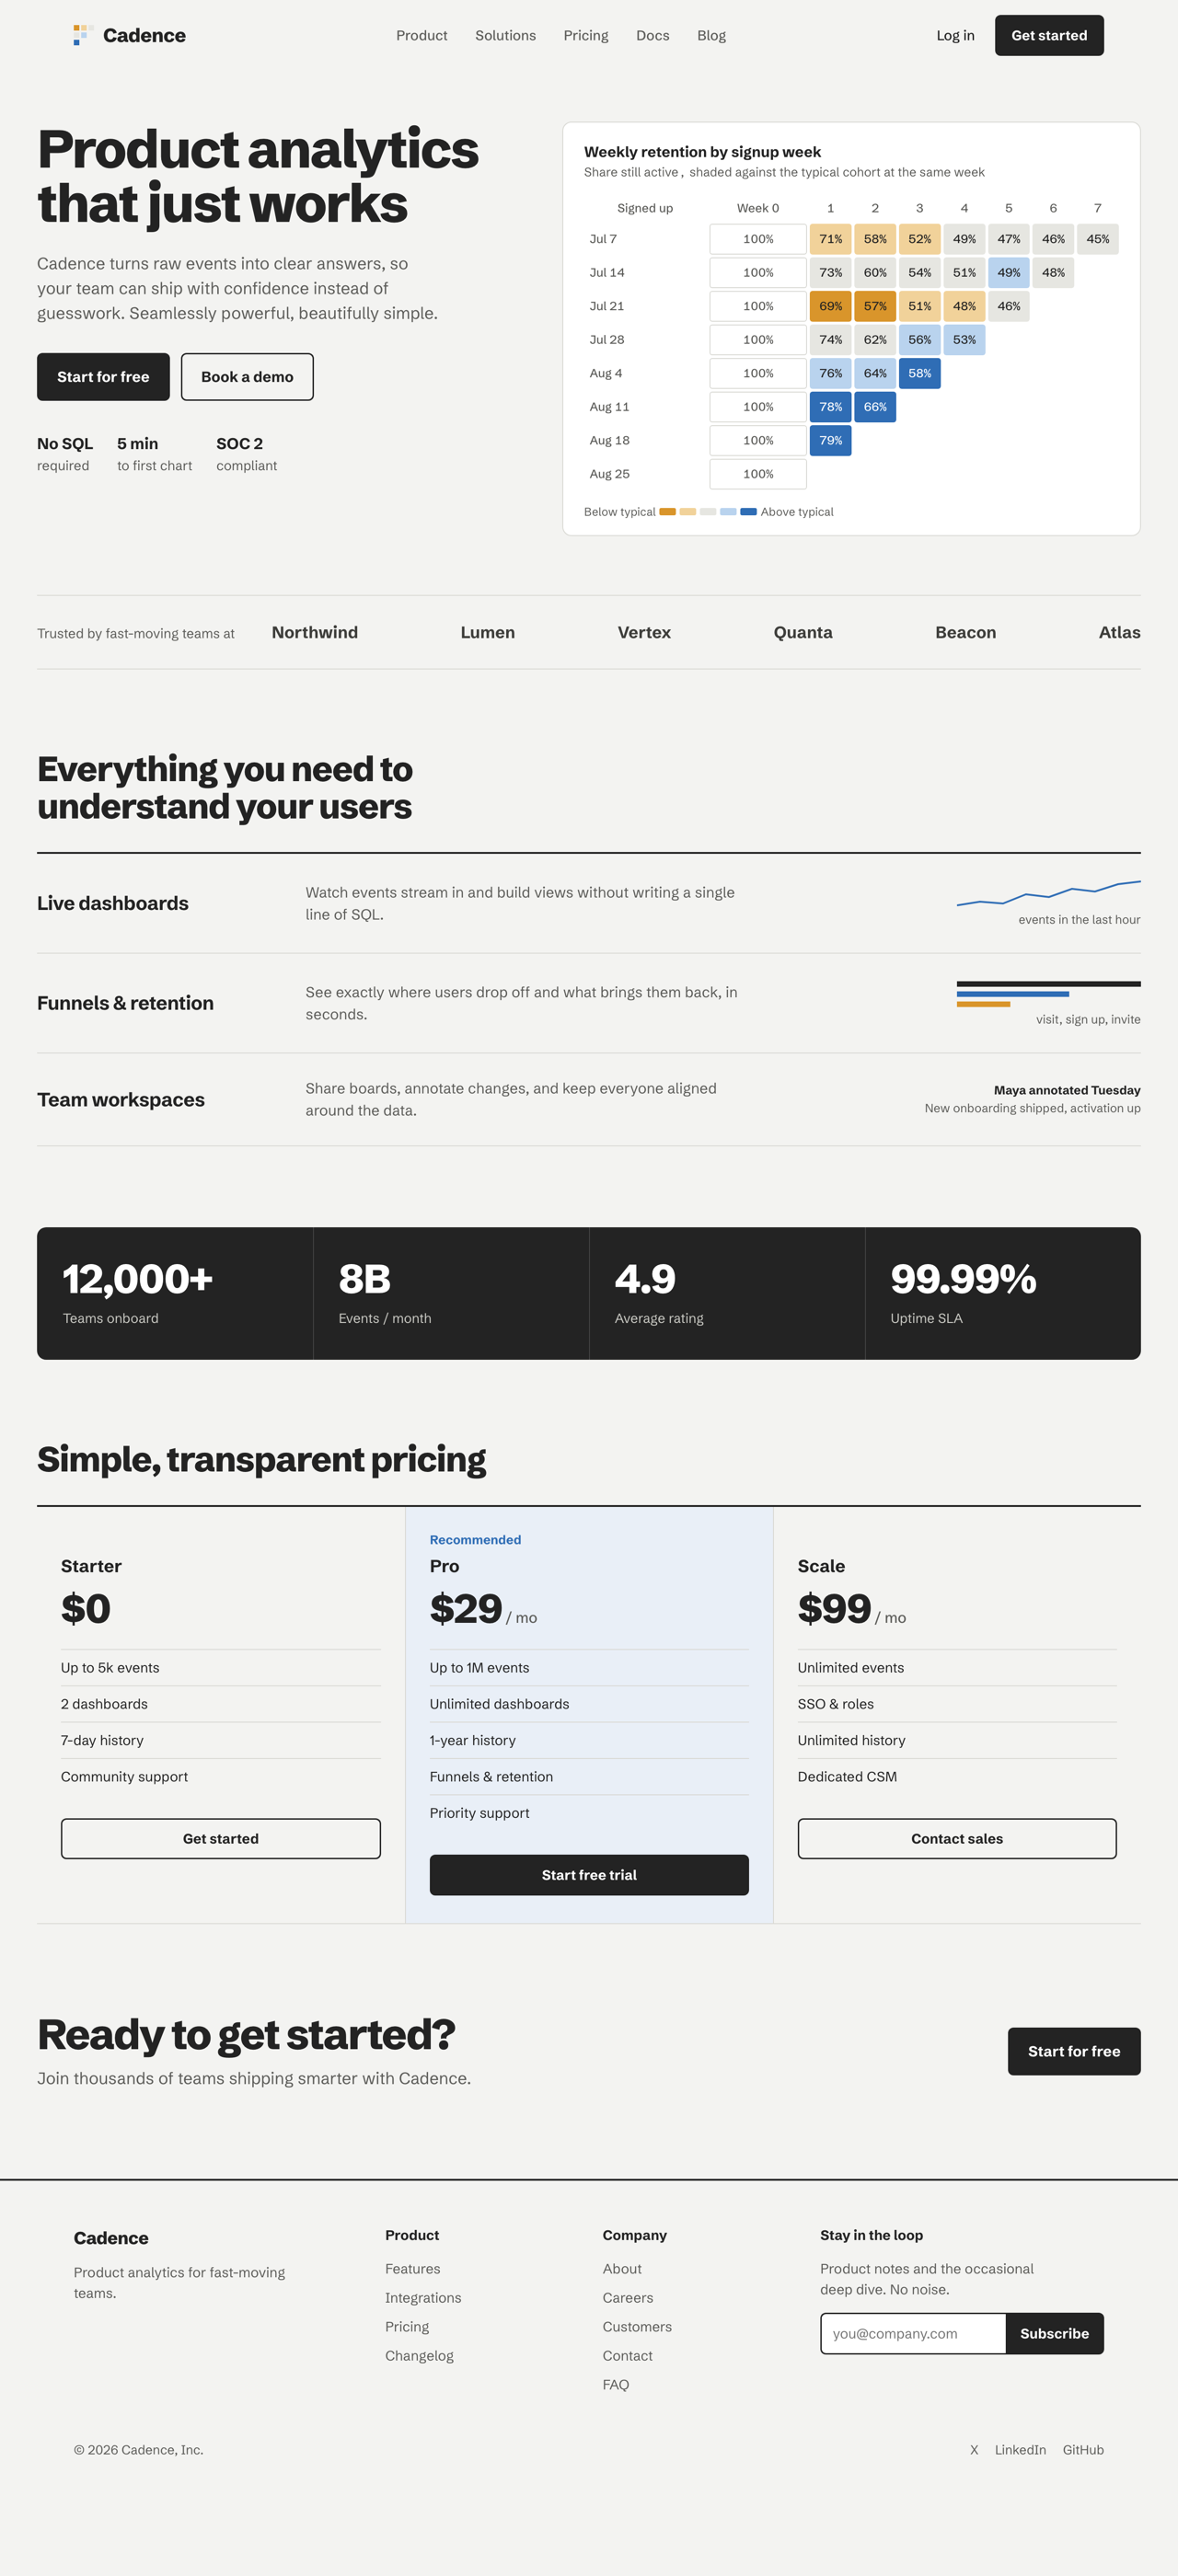 Cadence
Product Solutions Pricing Docs Blog
Log in Get started
Product analytics
that just works
Cadence turns raw events into clear answers, so
your team can ship with confidence instead of
guesswork. Seamlessly powerful, beautifully simple.
Start for free Book a demo
No SQL 5 min SOC 2
required to first chart compliant
Weekly retention by signup week
Share still active , shaded against the typical cohort at the same week
Signed up Week 0 1 2 3 4 5 6 7
Jul 7 100% 71% 58% 52% 49% 47% 46% 45%
Jul 14 100% 73% 60% 54% 51% 49% 48%
Jul 21 100% 69% 57% 51% 48% 46%
Jul 28 100% 74% 62% 56% 53%
Aug 4 100% 76% 64% 58%
Aug 11 100% 78% 66%
Aug 18 100% 79%
Aug 25 100%
Below typical Above typical
Trusted by fast-moving teams at Northwind Lumen Vertex Quanta Beacon Atlas
Everything you need to
understand your users
Live dashboards
Watch events stream in and build views without writing a single
line of SQL.
events in the last hour
Funnels & retention
See exactly where users drop off and what brings them back, in
seconds.
visit, sign up, invite
Team workspaces
Share boards, annotate changes, and keep everyone aligned
around the data.
Maya annotated Tuesday
New onboarding shipped, activation up
12,000+ 8B 4.9 99.99%
Teams onboard Events / month Average rating Uptime SLA
Simple, transparent pricing
Starter
$0
Up to 5k events
2 dashboards
7-day history
Community support
Get started
Recommended
Pro
$29 / mo
Up to 1M events
Unlimited dashboards
1-year history
Funnels & retention
Priority support
Start free trial
Scale
$99 / mo
Unlimited events
SSO & roles
Unlimited history
Dedicated CSM
Contact sales
Ready to get started?
Join thousands of teams shipping smarter with Cadence.
Start for free
Cadence
Product analytics for fast-moving
teams.
Product
Features
Integrations
Pricing
Changelog
Company
About
Careers
Customers
Contact
FAQ
Stay in the loop
Product notes and the occasional
deep dive. No noise.
you@company.com Subscribe
© 2026 Cadence, Inc.
X LinkedIn GitHub